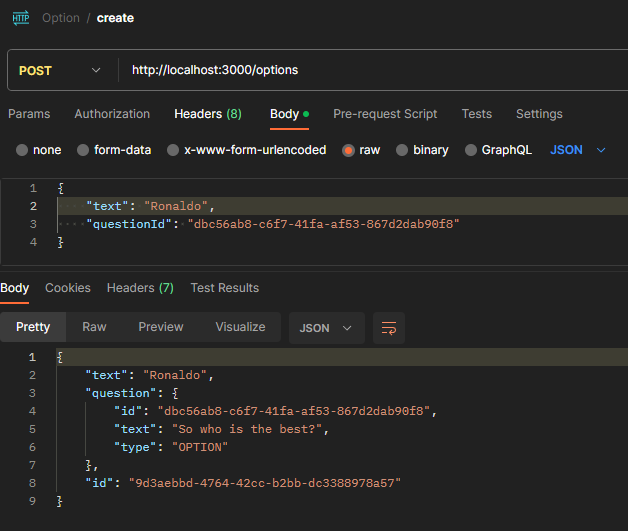 HTTP Option / create
POST http://localhost:3000/options
Params Authorization Headers (8) Body Pre-request Script Tests Settings
none form-data x-www-form-urlencoded raw binary GraphQL JSON
1 {
2 "text": "Ronaldo",
3 "questionId": "dbc56ab8-c6f7-41fa-af53-867d2dab90f8"
4 }
Body Cookies Headers (7) Test Results
Pretty Raw Preview Visualize JSON
1 {
2 "text": "Ronaldo",
3 "question": {
4 "id": "dbc56ab8-c6f7-41fa-af53-867d2dab90f8",
5 "text": "So who is the best?",
6 "type": "OPTION"
7 },
8 "id": "9d3aebbd-4764-42cc-b2bb-dc3388978a57"
9 }